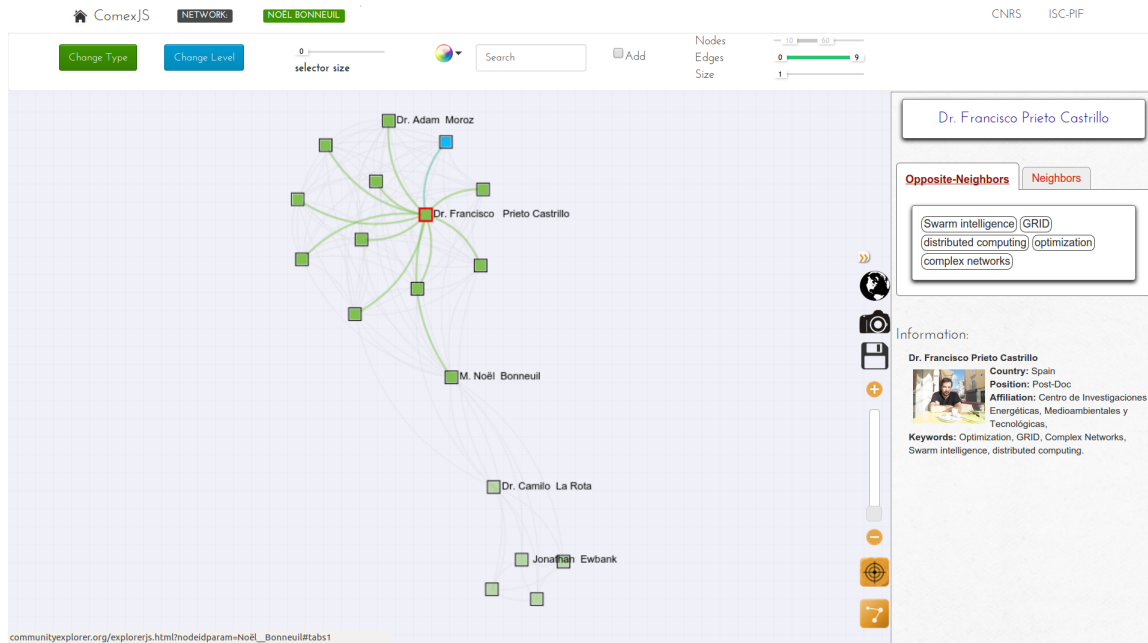 ComexJS NETWORK: NOËL BONNEUIL CNRS ISC-PIF
Change Type
Change Level
0
selector size
Search
Add
Nodes 10 60
Edges 0 9
Size 1
Dr. Adam Moroz
Dr. Francisco Prieto Castrillo
M. Noël Bonneuil
Dr. Camilo La Rota
Jonathan Ewbank
Dr. Francisco Prieto Castrillo
Opposite-Neighbors Neighbors
Swarm intelligence GRID
distributed computing optimization
complex networks
Information:
Dr. Francisco Prieto Castrillo
Country: Spain
Position: Post-Doc
Affiliation: Centro de Investigaciones
Energéticas, Medioambientales y
Tecnológicas,
Keywords: Optimization, GRID, Complex Networks,
Swarm intelligence, distributed computing.
communityexplorer.org/explorerjs.html?nodeidparam=Noël__Bonneuil#tabs1